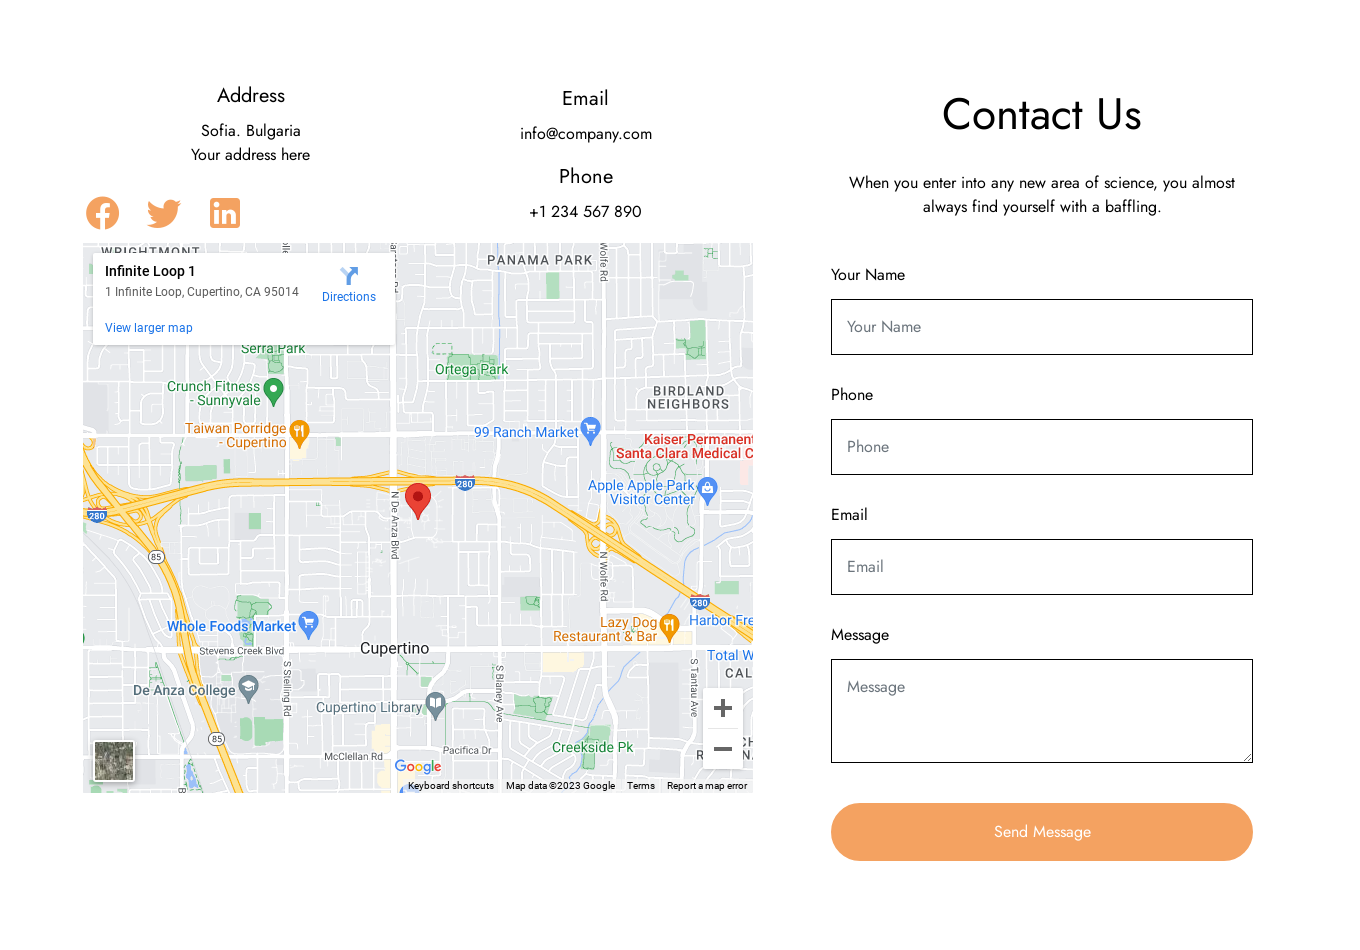 Address
Sofia. Bulgaria
Your address here
Email
info@company.com
Phone
+1 234 567 890
WRIGHTMONT
Infinite Loop 1
1 Infinite Loop, Cupertino, CA 95014
Directions
View larger map
Serra Park
PANAMA PARK
N Wolfe Rd
Ortega Park
Crunch Fitness
- Sunnyvale
BIRDLAND
NEIGHBORS
Taiwan Porridge
- Cupertino
99 Ranch Market
Kaiser Permanent
Santa Clara Medical C
Apple Apple Park
Visitor Center
280
280
N De Anza Blvd
85
N Wolfe Rd
280
Whole Foods Market
Lazy Dog
Restaurant & Bar
Harbor Fre
Stevens Creek Blvd
Cupertino
Total W
S Stelling Rd
S Blaney Ave
S Tantau Ave
CAL
De Anza College
Cupertino Library
85
McClellan Rd
Pacifica Dr
Creekside Pk
Google
Keyboard shortcuts
Map data ©2023 Google
Terms
Report a map error
Contact Us
When you enter into any new area of science, you almost
always find yourself with a baffling.
Your Name
Your Name
Phone
Phone
Email
Email
Message
Message
Send Message